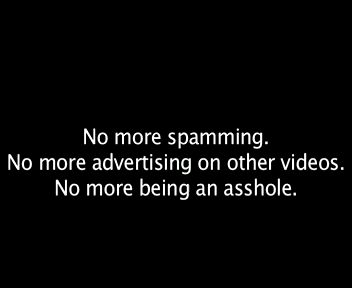 No more spamming.
No more advertising on other videos.
No more being an asshole.